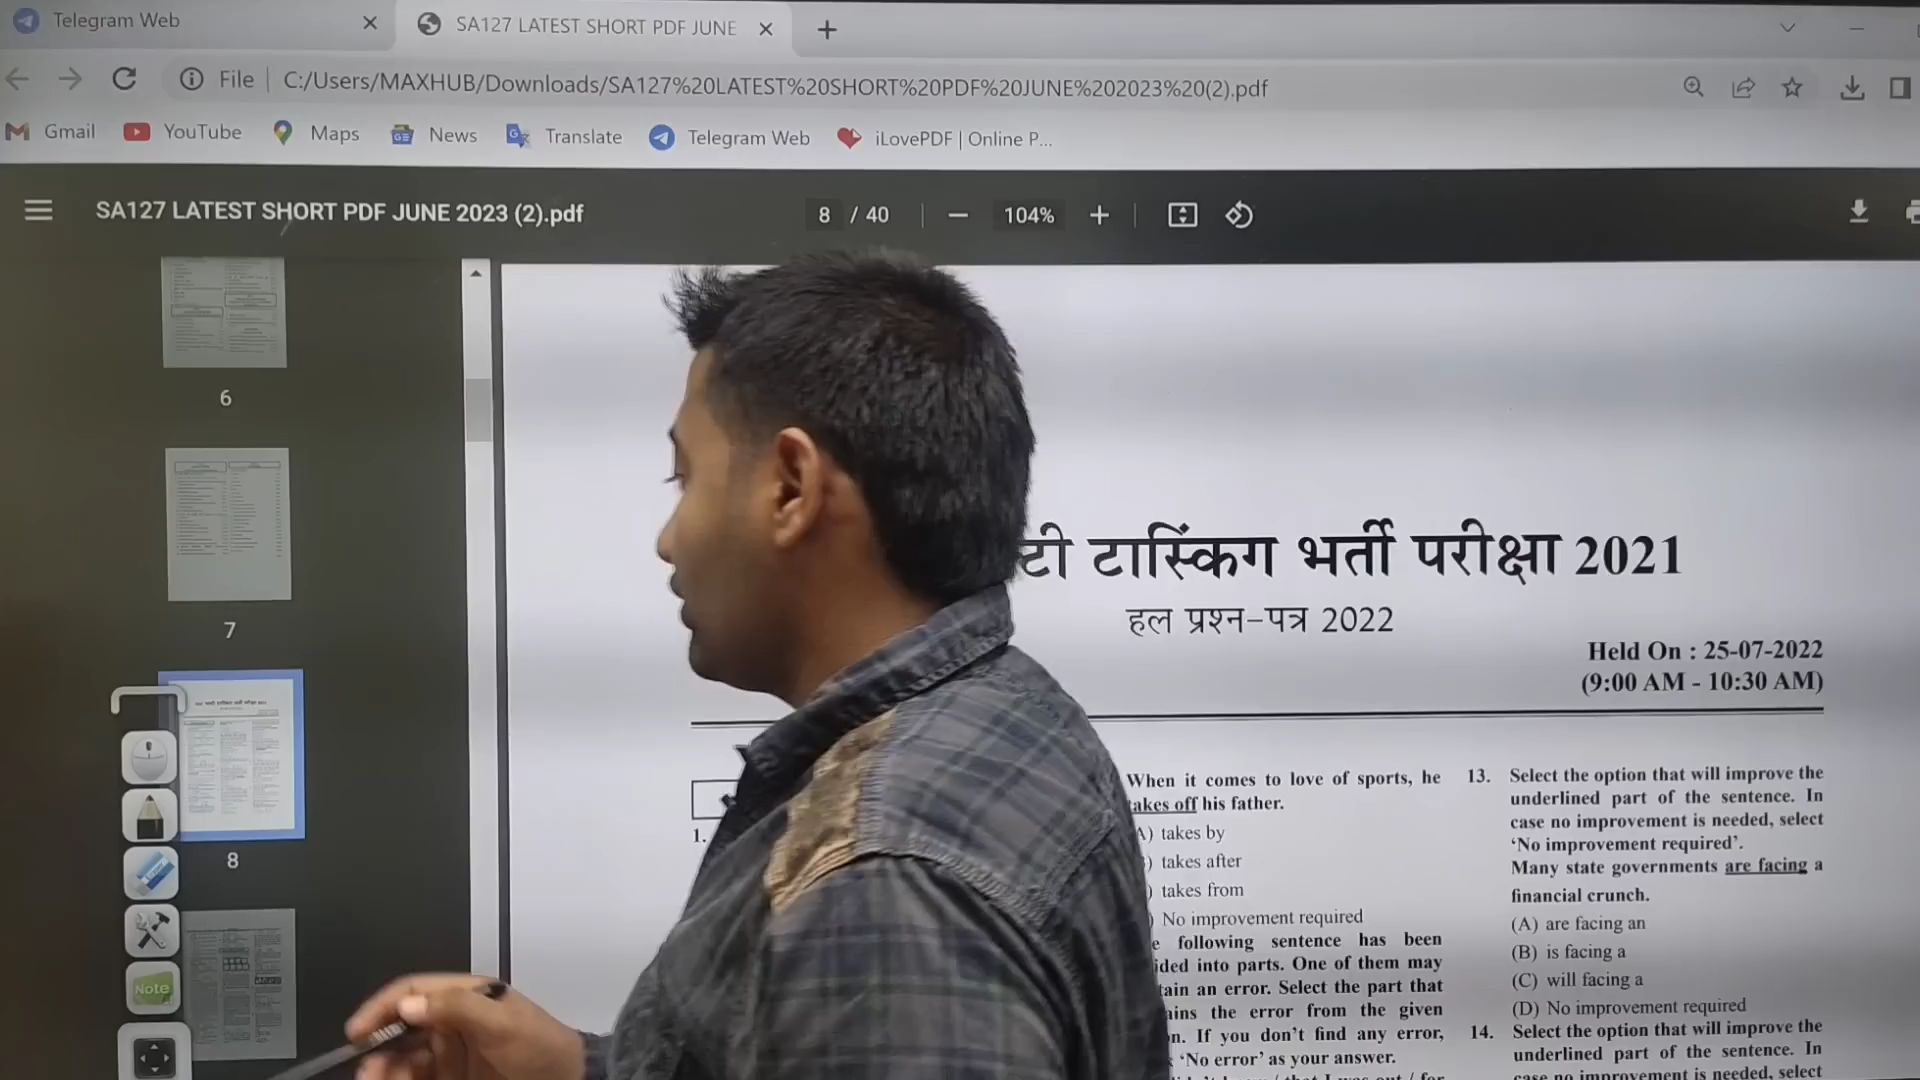 Telegram Web
SA127 LATEST SHORT PDF JUNE
File
C:/Users/MAXHUB/Downloads/SA127%20LATEST%20SHORT%20PDF%20JUNE%202023%20(2).pdf
Gmail
YouTube
Maps
News
Translate
Telegram Web
iLovePDF | Online P...
SA127 LATEST SHORT PDF JUNE 2023 (2).pdf
8 / 40
104%
6
7
8
Note
टी टास्किंग भर्ती परीक्षा 2021
हल प्रश्न-पत्र 2022
Held On : 25-07-2022
(9:00 AM - 10:30 AM)
1.
When it comes to love of sports, he
takes off his father.
A) takes by
) takes after
) takes from
) No improvement required
following sentence has been
into parts. One of them may
an error. Select the part that
the error from the given
If you don't find any error,
'No error' as your answer.
13. Select the option that will improve the
underlined part of the sentence. In
case no improvement is needed, select
'No improvement required'.
Many state governments are facing a
financial crunch.
(A) are facing an
(B) is facing a
(C) will facing a
(D) No improvement required
14. Select the option that will improve the
underlined part of the sentence. In
case no improvement is needed, select